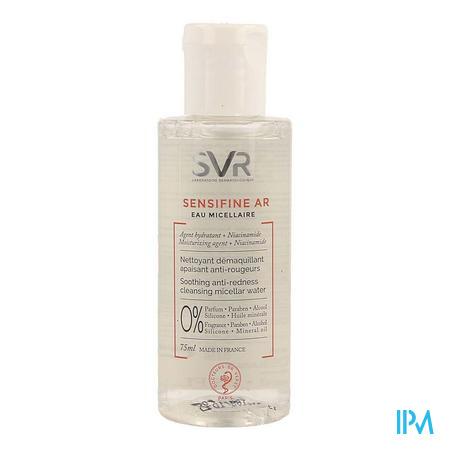 SVR
LABORATOIRE DERMATOLOGIQUE
SENSIFINE AR
EAU MICELLAIRE
Agent hydratant + Niacinamide
Moisturizing agent + Niacinamide
Nettoyant démaquillant
apaisant anti-rougeurs
Soothing anti-redness
cleansing micellar water
0%
Parfum • Paraben • Alcool
Silicone • Huile minérale
Fragrance • Paraben • Alcohol
Silicone • Mineral oil
75ml MADE IN FRANCE
PARIS
IPM